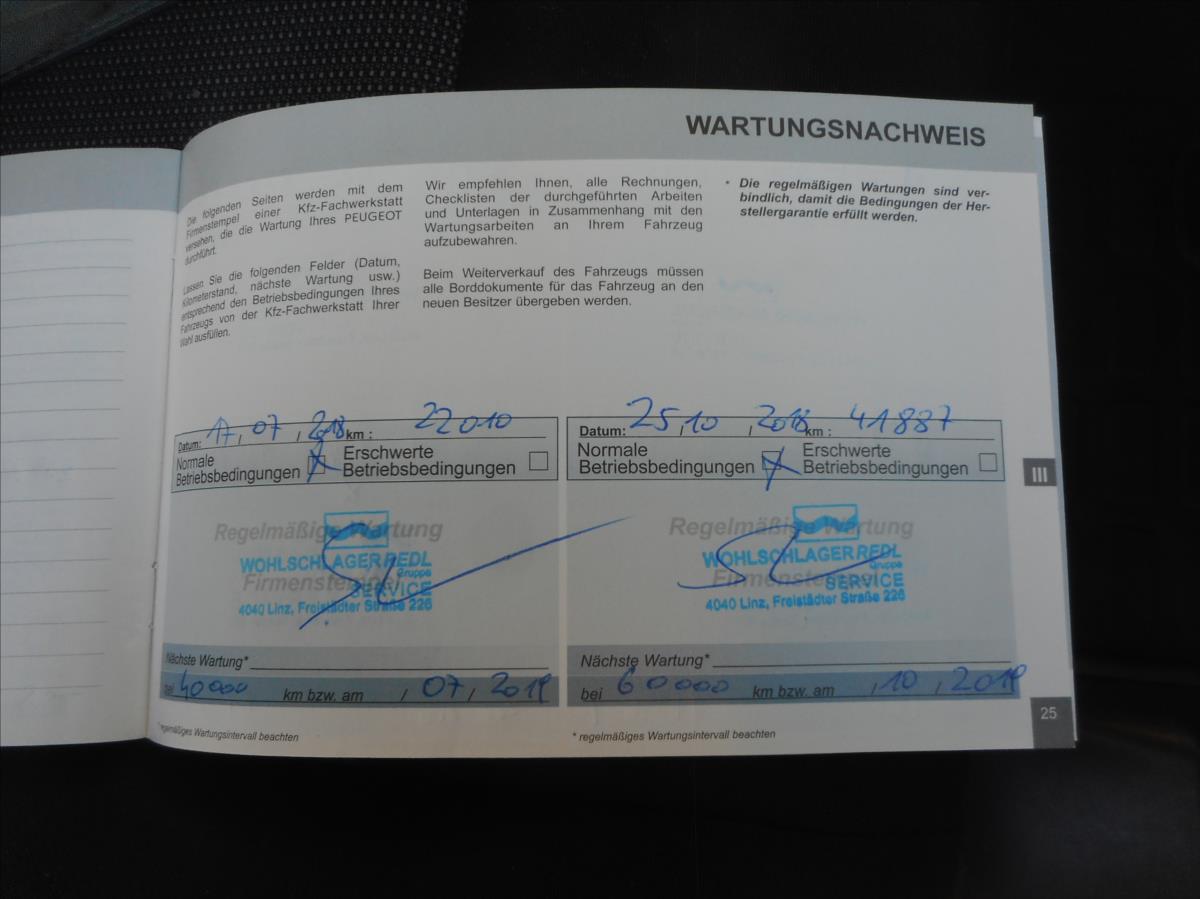 WARTUNGSNACHWEIS
Die folgenden Seiten werden mit dem
Firmenstempel einer Kfz-Fachwerkstatt
versehen, die die Wartung Ihres PEUGEOT
durchführt.
Lassen Sie die folgenden Felder (Datum,
Kilometerstand, nächste Wartung usw.)
entsprechend den Betriebsbedingungen Ihres
Fahrzeugs von der Kfz-Fachwerkstatt Ihrer
Wahl ausfüllen.
Wir empfehlen Ihnen, alle Rechnungen,
Checklisten der durchgeführten Arbeiten
und Unterlagen in Zusammenhang mit den
Wartungsarbeiten an Ihrem Fahrzeug
aufzubewahren.
Beim Weiterverkauf des Fahrzeugs müssen
alle Borddokumente für das Fahrzeug an den
neuen Besitzer übergeben werden.
* Die regelmäßigen Wartungen sind ver-
bindlich, damit die Bedingungen der Her-
stellergarantie erfüllt werden.
Datum: 17, 07, 2018 km : 22010
Normale
Betriebsbedingungen
Erschwerte
Betriebsbedingungen
Regelmäßige Wartung
WOHLSCHLAGER REDL
Gruppe
Firmenstempel
SERVICE
4040 Linz, Freistädter Straße 226
Nächste Wartung*
bei 40000 km bzw. am / 07, 2019
* regelmäßiges Wartungsintervall beachten
Datum: 25, 10, 2018 km : 41887
Normale
Betriebsbedingungen
Erschwerte
Betriebsbedingungen
Regelmäßige Wartung
WOHLSCHLAGER REDL
Gruppe
Firmenstempel
SERVICE
4040 Linz, Freistädter Straße 226
Nächste Wartung*
bei 60000 km bzw. am , 10, 2019
* regelmäßiges Wartungsintervall beachten
III
25